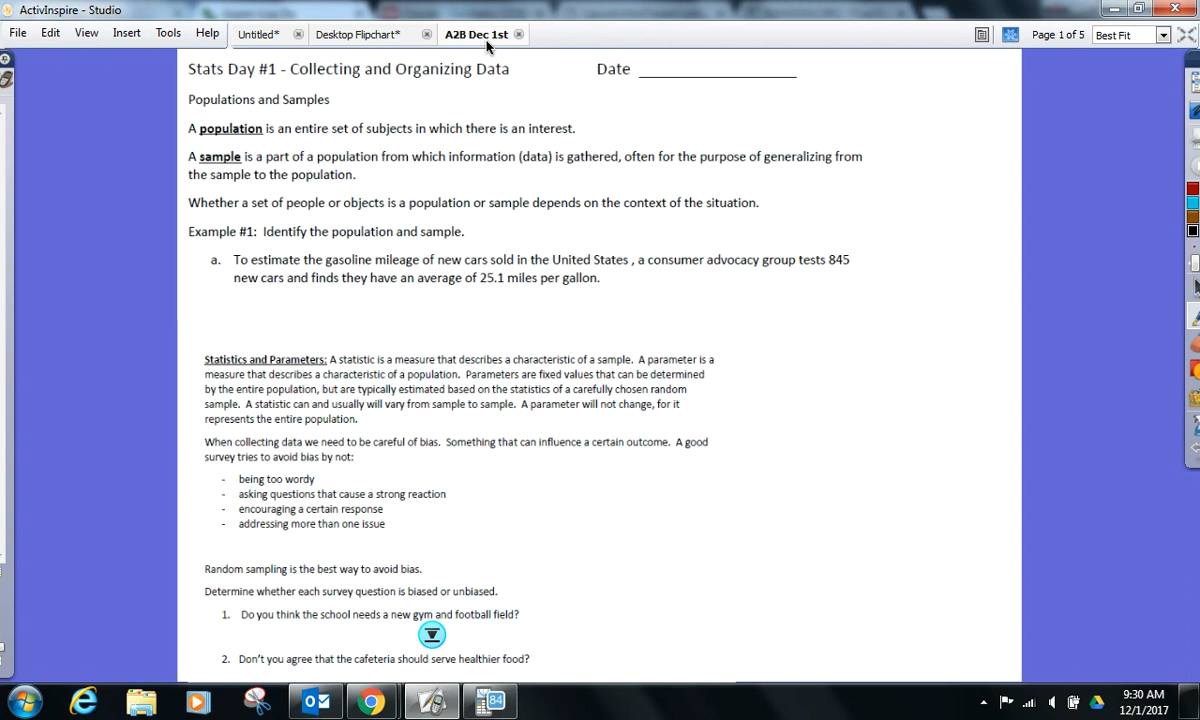 ActivInspire - Studio
File Edit View Insert Tools Help Untitled* Desktop Flipchart* A2B Dec 1st Page 1 of 5 Best Fit
Stats Day #1 - Collecting and Organizing Data Date ____________
Populations and Samples
A population is an entire set of subjects in which there is an interest.
A sample is a part of a population from which information (data) is gathered, often for the purpose of generalizing from
the sample to the population.
Whether a set of people or objects is a population or sample depends on the context of the situation.
Example #1: Identify the population and sample.
a. To estimate the gasoline mileage of new cars sold in the United States , a consumer advocacy group tests 845
new cars and finds they have an average of 25.1 miles per gallon.
Statistics and Parameters: A statistic is a measure that describes a characteristic of a sample. A parameter is a
measure that describes a characteristic of a population. Parameters are fixed values that can be determined
by the entire population, but are typically estimated based on the statistics of a carefully chosen random
sample. A statistic can and usually will vary from sample to sample. A parameter will not change, for it
represents the entire population.
When collecting data we need to be careful of bias. Something that can influence a certain outcome. A good
survey tries to avoid bias by not:
- being too wordy
- asking questions that cause a strong reaction
- encouraging a certain response
- addressing more than one issue
Random sampling is the best way to avoid bias.
Determine whether each survey question is biased or unbiased.
1. Do you think the school needs a new gym and football field?
2. Don't you agree that the cafeteria should serve healthier food?
84
9:30 AM
12/1/2017